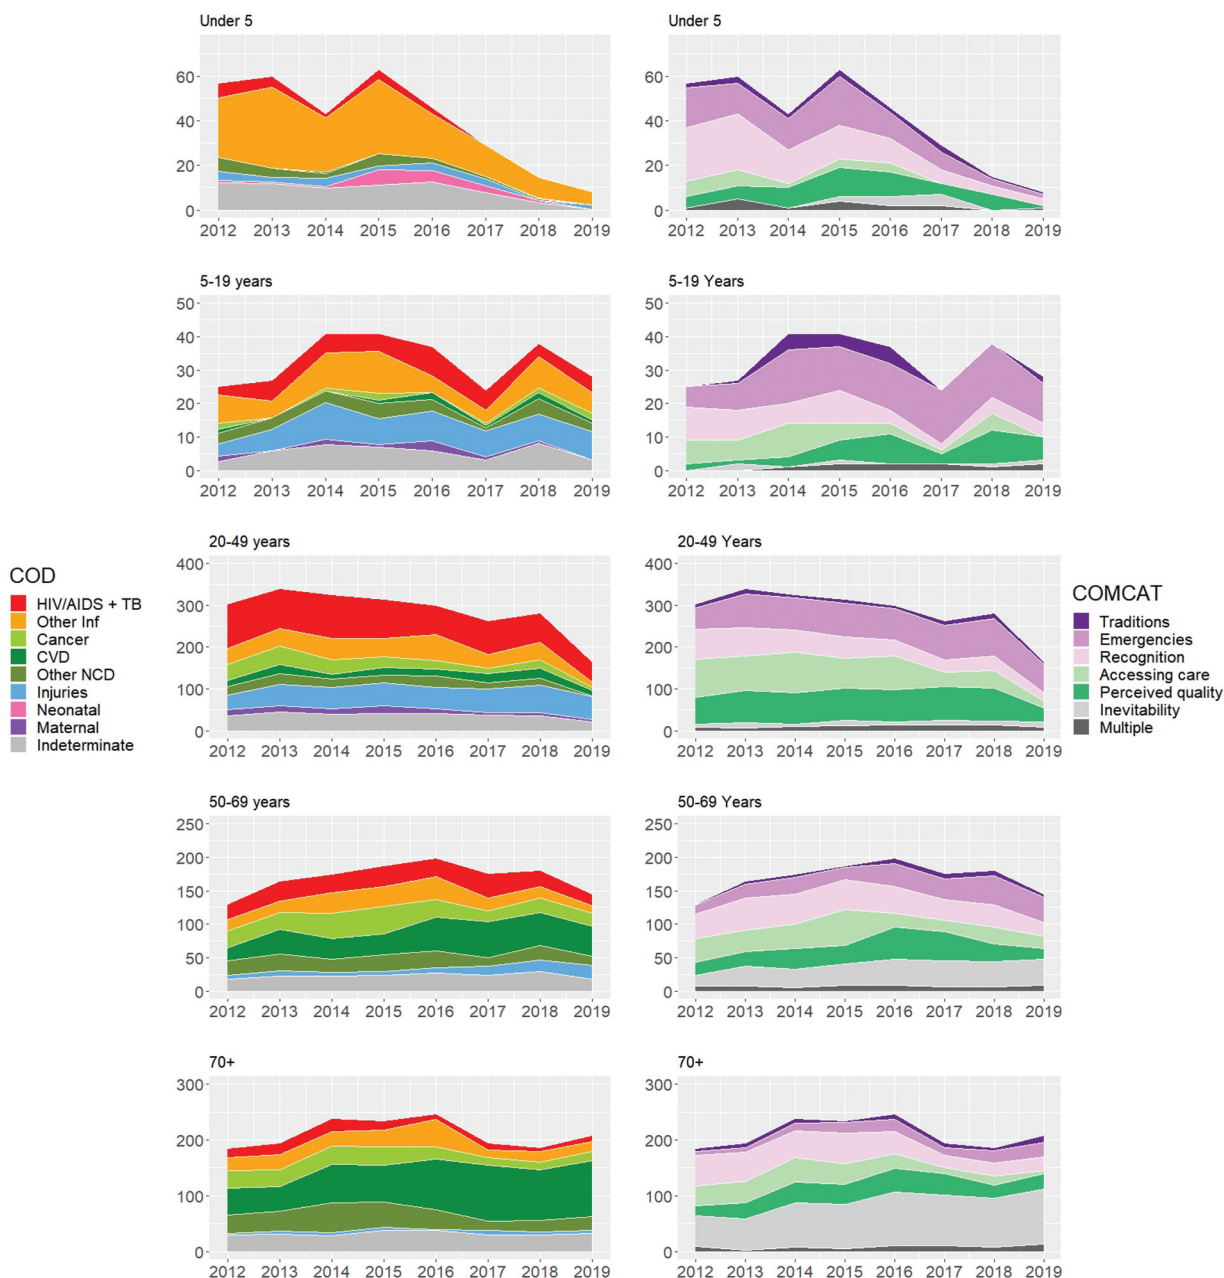 Under 5
60
40
20
0
2012 2013 2014 2015 2016 2017 2018 2019
Under 5
60
40
20
0
2012 2013 2014 2015 2016 2017 2018 2019
5-19 years
50
40
30
20
10
0
2012 2013 2014 2015 2016 2017 2018 2019
5-19 Years
50
40
30
20
10
0
2012 2013 2014 2015 2016 2017 2018 2019
COD
HIV/AIDS + TB
Other Inf
Cancer
CVD
Other NCD
Injuries
Neonatal
Maternal
Indeterminate
20-49 years
400
300
200
100
0
2012 2013 2014 2015 2016 2017 2018 2019
20-49 Years
400
300
200
100
0
2012 2013 2014 2015 2016 2017 2018 2019
COMCAT
Traditions
Emergencies
Recognition
Accessing care
Perceived quality
Inevitability
Multiple
50-69 years
250
200
150
100
50
0
2012 2013 2014 2015 2016 2017 2018 2019
50-69 Years
250
200
150
100
50
0
2012 2013 2014 2015 2016 2017 2018 2019
70+
300
200
100
0
2012 2013 2014 2015 2016 2017 2018 2019
70+
300
200
100
0
2012 2013 2014 2015 2016 2017 2018 2019